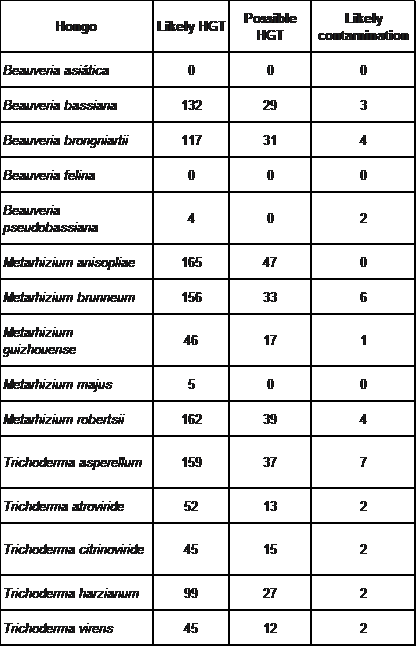 Hongo Likely HGT Possible HGT Likely contamination
Beauveria asiática 0 0 0
Beauveria bassiana 132 29 3
Beauveria brongniartii 117 31 4
Beauveria felina 0 0 0
Beauveria pseudobassiana 4 0 2
Metarhizium anisopliae 165 47 0
Metarhizium brunneum 156 33 6
Metarhizium guizhouense 46 17 1
Metarhizium majus 5 0 0
Metarhizium robertsii 162 39 4
Trichoderma asperellum 159 37 7
Trichderma atroviride 52 13 2
Trichoderma citrinoviride 45 15 2
Trichoderma harzianum 99 27 2
Trichoderma virens 45 12 2